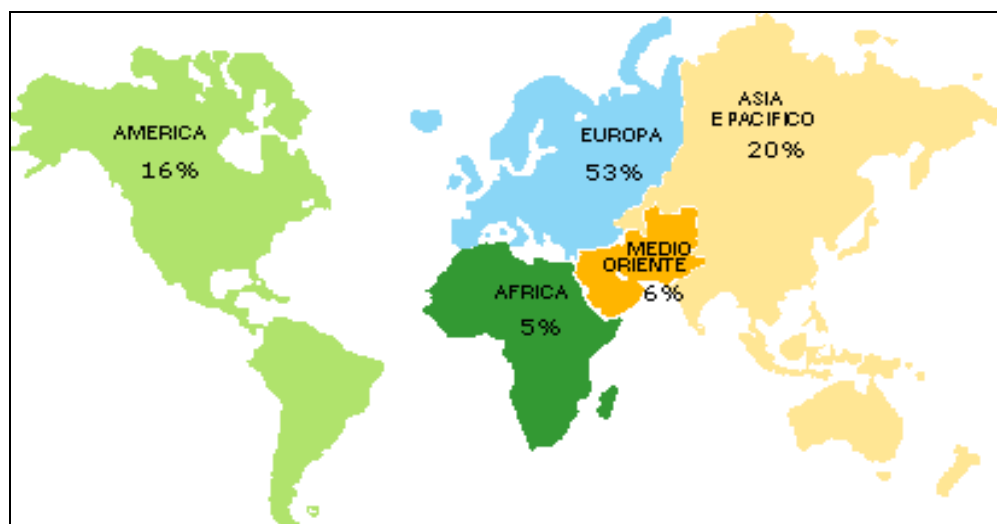 AMERICA
16%
EUROPA
53%
ASIA
E PACIFICO
20%
MEDIO
ORIENTE
6%
AFRICA
5%